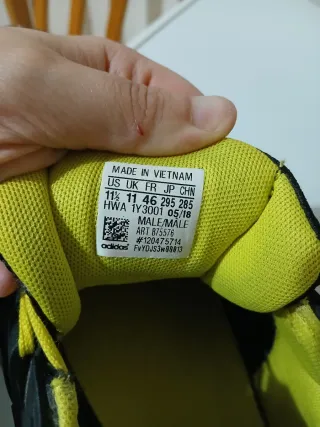 MADE IN VIETNAM
US UK FR JP CHN
11½ 11 46 295 285
HWA 1Y3001 05/18
MALE/MALE
ART B75576
#120475714
adidas FvYDJS3w89813